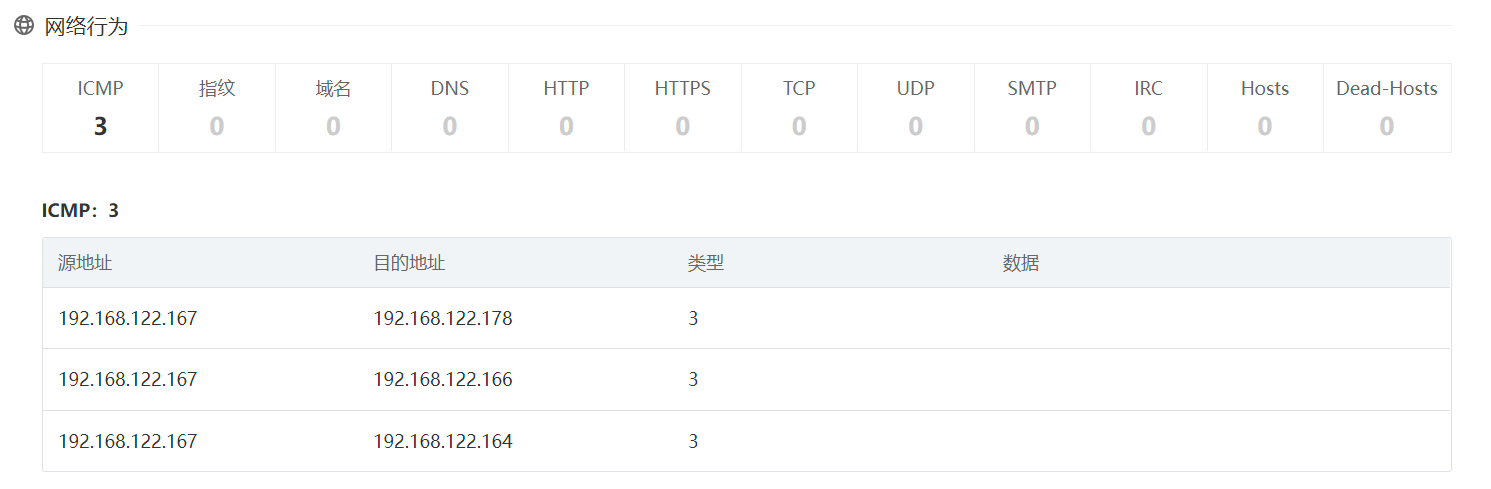 网络行为
ICMP 指纹 域名 DNS HTTP HTTPS TCP UDP SMTP IRC Hosts Dead-Hosts
3 0 0 0 0 0 0 0 0 0 0 0
ICMP：3
源地址 目的地址 类型 数据
192.168.122.167 192.168.122.178 3
192.168.122.167 192.168.122.166 3
192.168.122.167 192.168.122.164 3